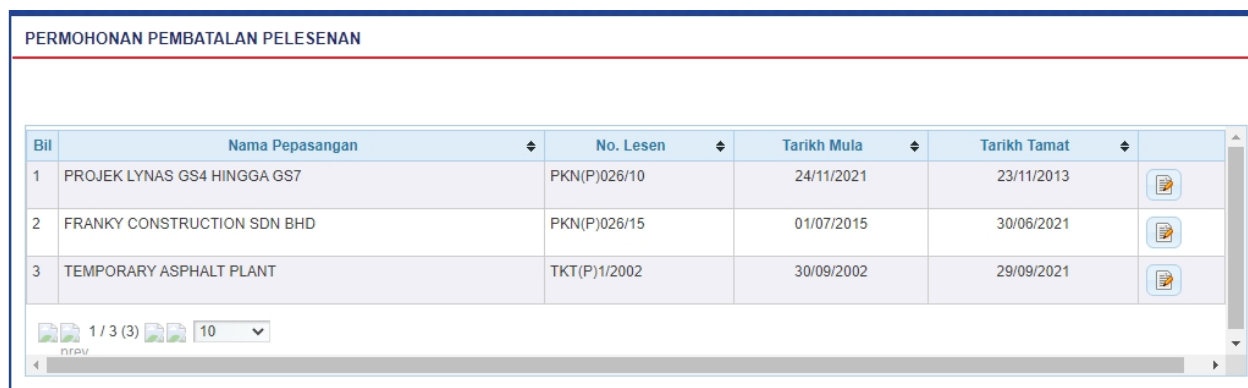 PERMOHONAN PEMBATALAN PELESENAN
Bil Nama Pepasangan No. Lesen Tarikh Mula Tarikh Tamat
1 PROJEK LYNAS GS4 HINGGA GS7 PKN(P)026/10 24/11/2021 23/11/2013
2 FRANKY CONSTRUCTION SDN BHD PKN(P)026/15 01/07/2015 30/06/2021
3 TEMPORARY ASPHALT PLANT TKT(P)1/2002 30/09/2002 29/09/2021
1 / 3 (3) 10
prev